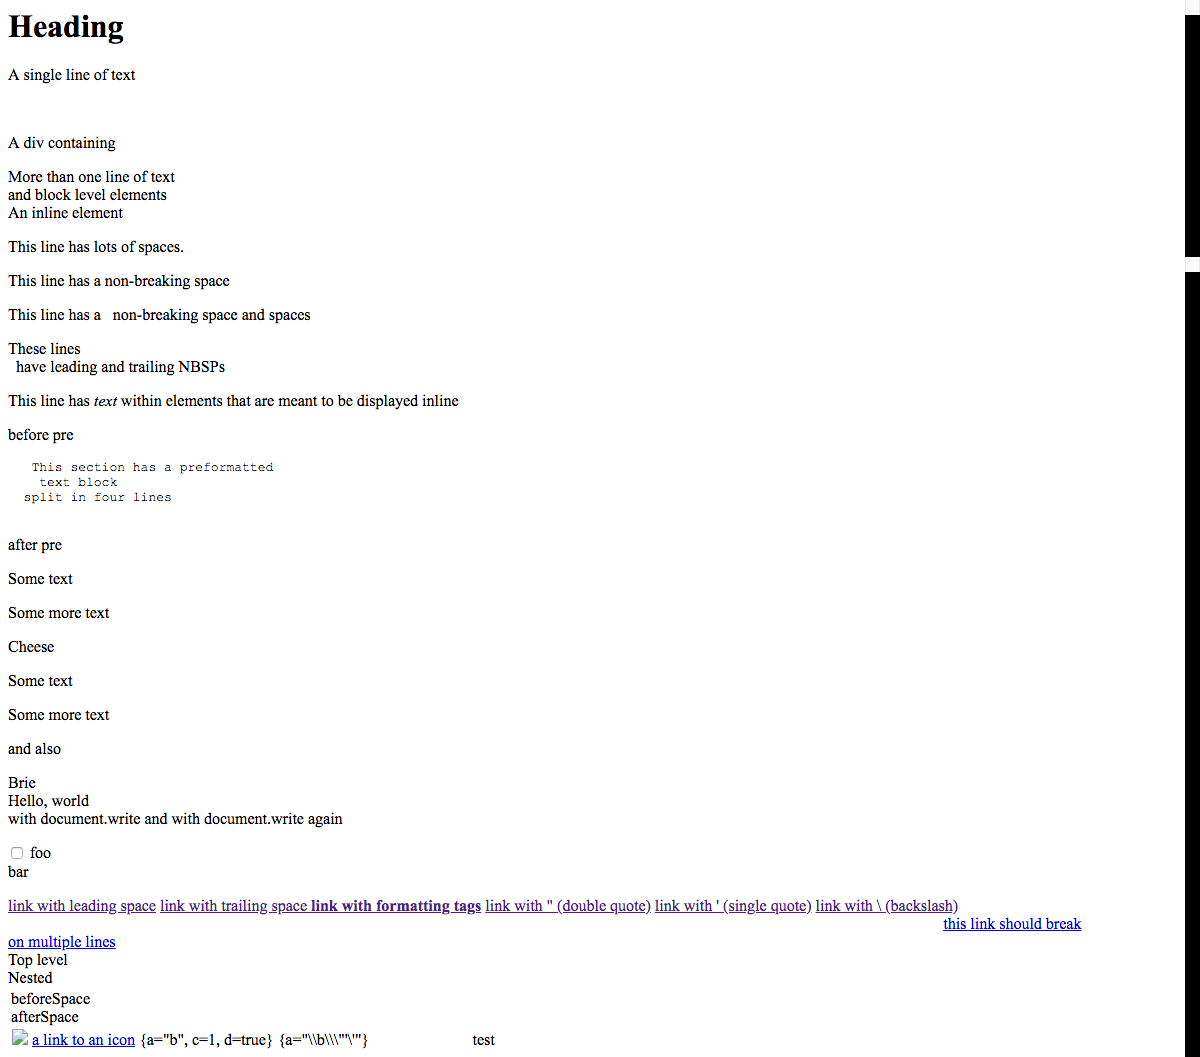 Heading
A single line of text
A div containing
More than one line of text
and block level elements
An inline element
This line has lots of spaces.
This line has a non-breaking space
This line has a   non-breaking space and spaces
These lines
  have leading and trailing NBSPs
This line has text within elements that are meant to be displayed inline
before pre
   This section has a preformatted
    text block
  split in four lines
after pre
Some text
Some more text
Cheese
Some text
Some more text
and also
Brie
Hello, world
with document.write and with document.write again
foo
bar
link with leading space link with trailing space link with formatting tags link with " (double quote) link with ' (single quote) link with \ (backslash)
this link should break
on multiple lines
Top level
Nested
beforeSpace
afterSpace
a link to an icon {a="b", c=1, d=true} {a="\\b\\\"'\'"} test